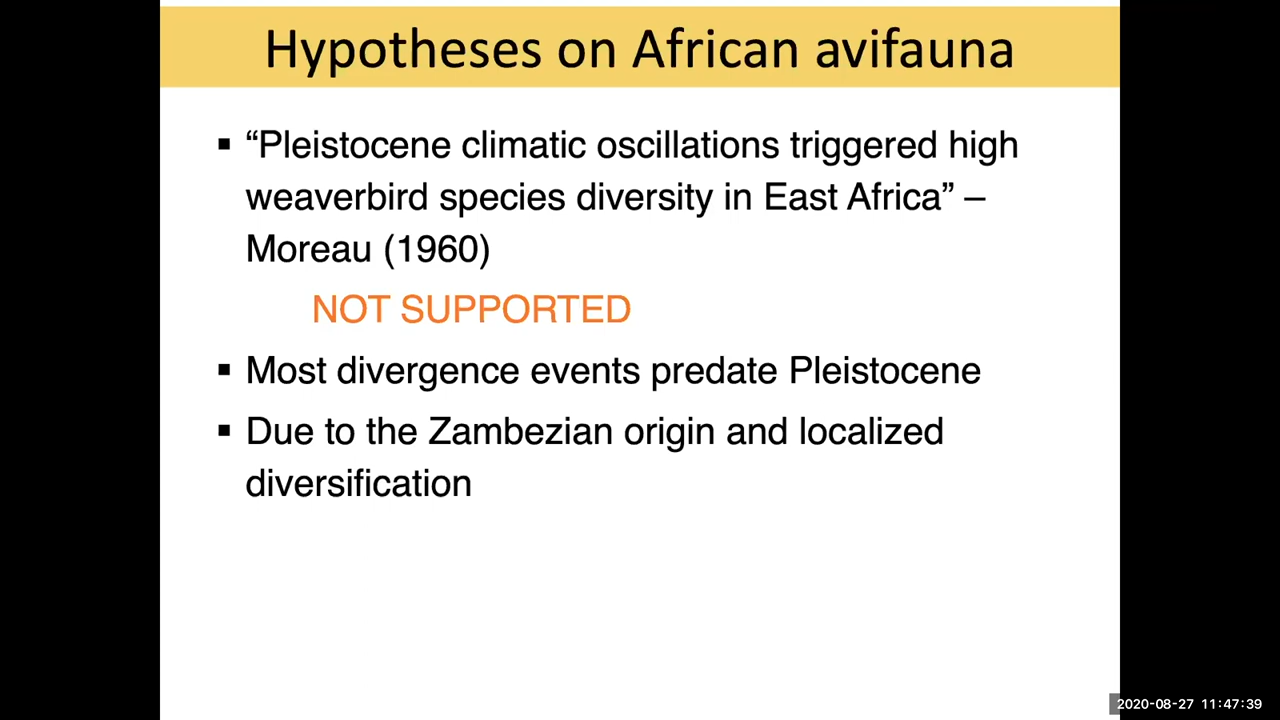 Hypotheses on African avifauna
▪ “Pleistocene climatic oscillations triggered high
weaverbird species diversity in East Africa” –
Moreau (1960)
NOT SUPPORTED
▪ Most divergence events predate Pleistocene
▪ Due to the Zambezian origin and localized
diversification
2020-08-27 11:47:39